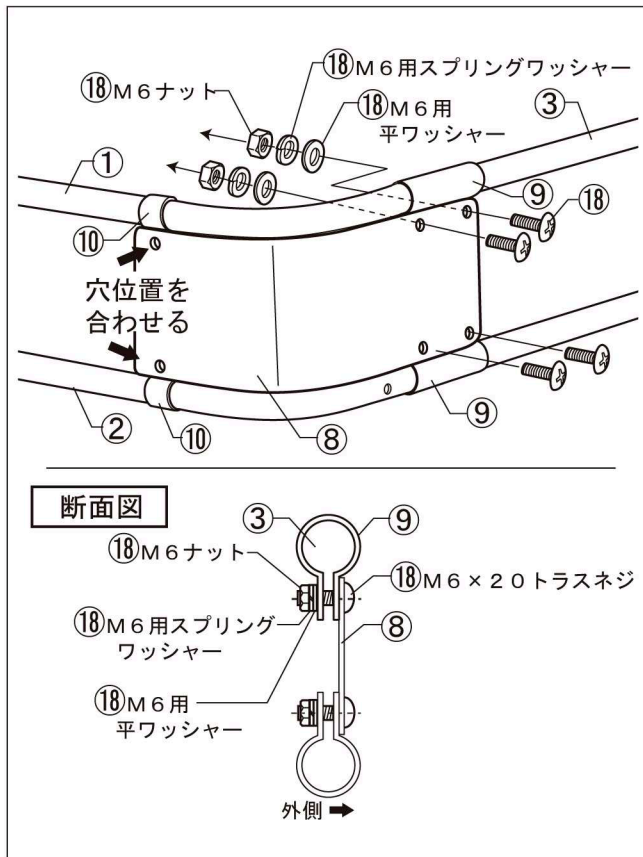 ⑱M6用スプリングワッシャー
⑱M6ナット
⑱M6用
平ワッシャー
③
①
⑨
⑱
⑩
穴位置を
合わせる
②
⑩
⑧
⑨
断面図
③
⑨
⑱M6ナット
⑱M6×20トラスネジ
⑱M6用スプリング
ワッシャー
⑧
⑱M6用
平ワッシャー
外側